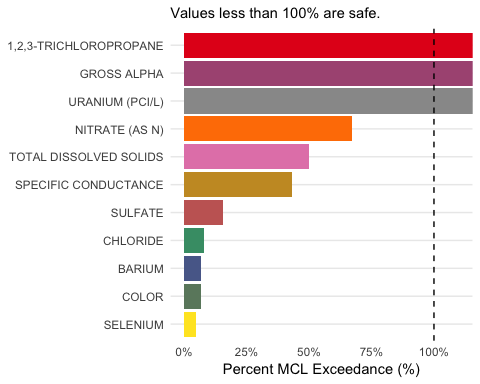 Values less than 100% are safe.
1,2,3-TRICHLOROPROPANE
GROSS ALPHA
URANIUM (PCI/L)
NITRATE (AS N)
TOTAL DISSOLVED SOLIDS
SPECIFIC CONDUCTANCE
SULFATE
CHLORIDE
BARIUM
COLOR
SELENIUM
0% 25% 50% 75% 100%
Percent MCL Exceedance (%)